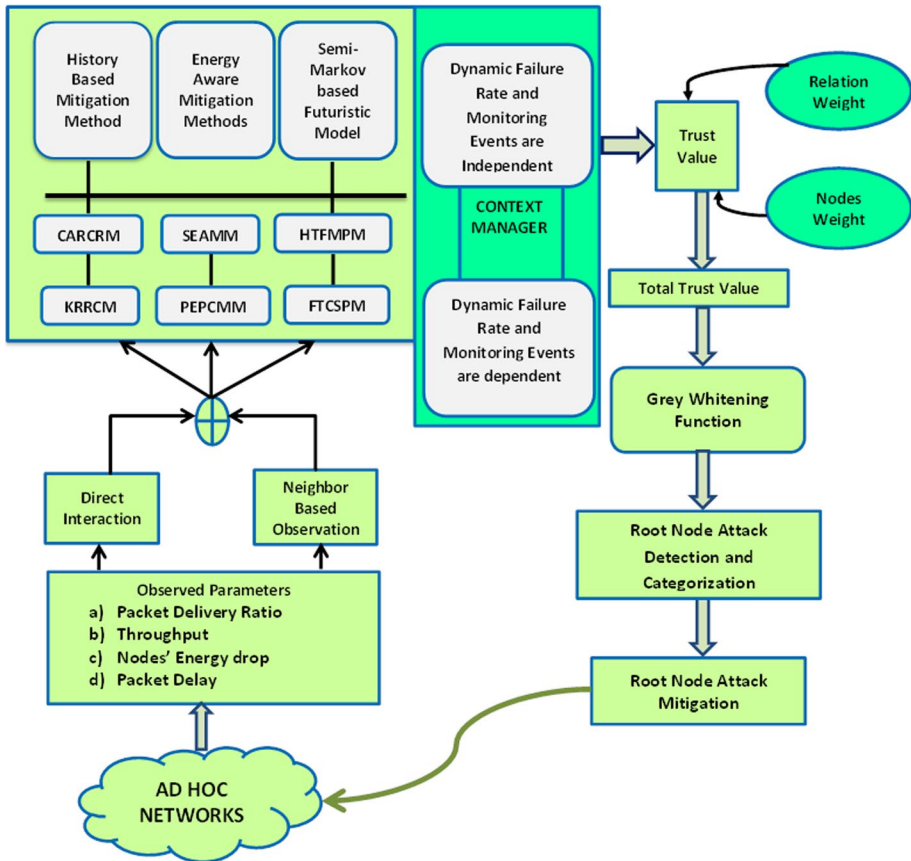 History
Based
Mitigation
Method
Energy
Aware
Mitigation
Methods
Semi-
Markov
based
Futuristic
Model
CARCRM
SEAMM
HTFMPM
KRRCM
PEPCMM
FTCSPM
Dynamic Failure
Rate and
Monitoring
Events are
Independent
CONTEXT
MANAGER
Dynamic Failure
Rate and
Monitoring Events
are dependent
Trust
Value
Relation
Weight
Nodes
Weight
Total Trust Value
Grey Whitening
Function
Root Node Attack
Detection and
Categorization
Root Node Attack
Mitigation
Direct
Interaction
Neighbor
Based
Observation
Observed Parameters
a) Packet Delivery Ratio
b) Throughput
c) Nodes’ Energy drop
d) Packet Delay
AD HOC
NETWORKS